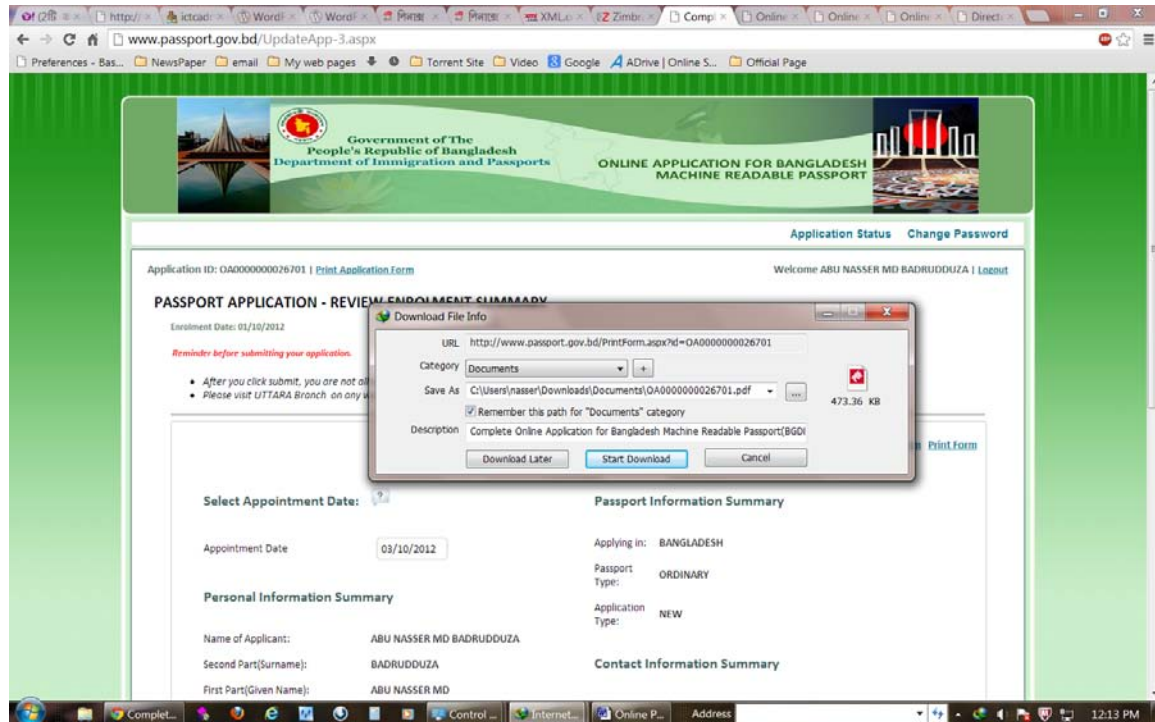 (2টি
http://
ictcadr
WordP
WordP
XML.o
Zimbr.
Compl
Online
Online
Online
Direct
www.passport.gov.bd/UpdateApp-3.aspx
Preferences - Bas... NewsPaper email My web pages Torrent Site Video Google ADrive | Online S... Official Page
Government of The
People's Republic of Bangladesh
Department of Immigration and Passports
ONLINE APPLICATION FOR BANGLADESH
MACHINE READABLE PASSPORT
Application Status Change Password
Application ID: OA0000000026701 | Print Application Form Welcome ABU NASSER MD BADRUDDUZA | Logout
PASSPORT APPLICATION - REVIEW ENROLMENT SUMMARY
Enrolment Date: 01/10/2012
Reminder before submitting your application.
After you click submit, you are not
Please visit UTTARA Branch on any
Download File Info
URL http://www.passport.gov.bd/PrintForm.aspx?id=OA0000000026701
Category Documents +
Save As C:\Users\nasser\Downloads\Documents\OA0000000026701.pdf ...
473.36 KB
Remember this path for "Documents" category
Description Complete Online Application for Bangladesh Machine Readable Passport(BGDI
Download Later Start Download Cancel
Print Form
Select Appointment Date: ?
Appointment Date 03/10/2012
Personal Information Summary
Name of Applicant: ABU NASSER MD BADRUDDUZA
Second Part(Surname): BADRUDDUZA
First Part(Given Name): ABU NASSER MD
Passport Information Summary
Applying in: BANGLADESH
Passport
Type: ORDINARY
Application
Type: NEW
Contact Information Summary
Complet... Control ... Internet... Online P... Address 12:13 PM